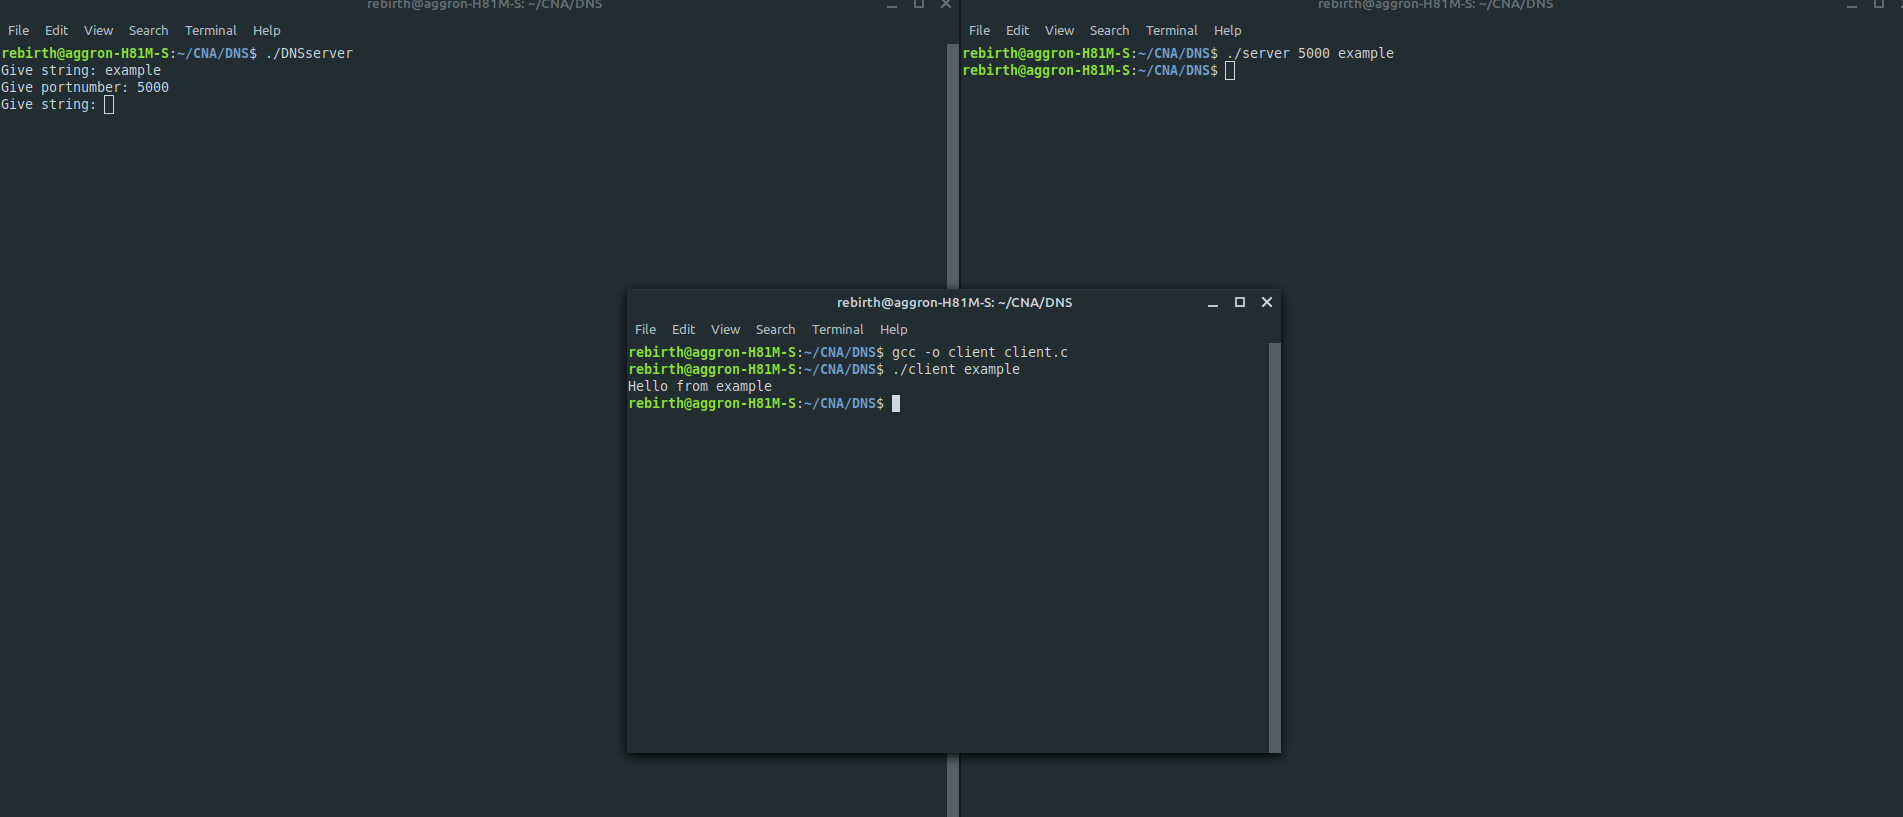 rebirth@aggron-H81M-S: ~/CNA/DNS
File Edit View Search Terminal Help
rebirth@aggron-H81M-S:~/CNA/DNS$ ./DNSserver
Give string: example
Give portnumber: 5000
Give string:
rebirth@aggron-H81M-S: ~/CNA/DNS
File Edit View Search Terminal Help
rebirth@aggron-H81M-S:~/CNA/DNS$ ./server 5000 example
rebirth@aggron-H81M-S:~/CNA/DNS$
rebirth@aggron-H81M-S: ~/CNA/DNS
File Edit View Search Terminal Help
rebirth@aggron-H81M-S:~/CNA/DNS$ gcc -o client client.c
rebirth@aggron-H81M-S:~/CNA/DNS$ ./client example
Hello from example
rebirth@aggron-H81M-S:~/CNA/DNS$